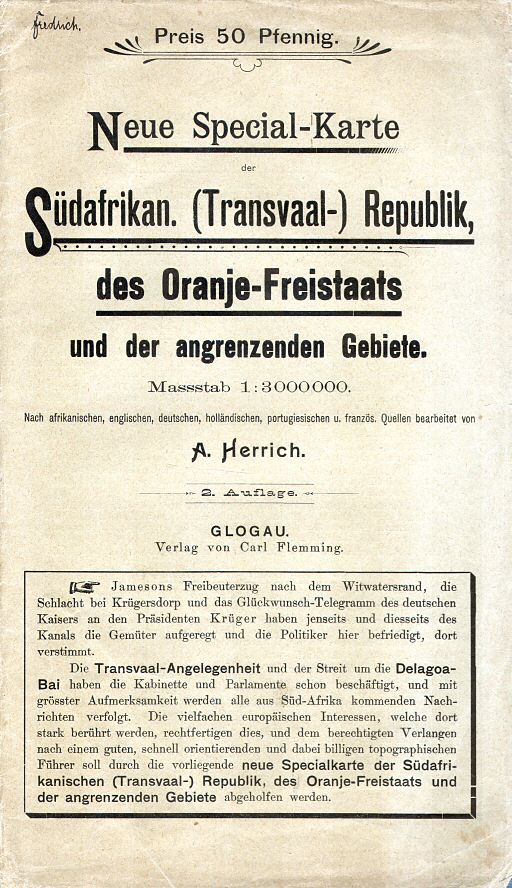 Friedrich.
Preis 50 Pfennig.
Neue Special-Karte
der
Südafrikan. (Transvaal-) Republik,
des Oranje-Freistaats
und der angrenzenden Gebiete.
Massstab 1:3000000.
Nach afrikanischen, englischen, deutschen, holländischen, portugiesischen u. französ. Quellen bearbeitet von
A. Herrich.
2. Auflage.
GLOGAU.
Verlag von Carl Flemming.
Jamesons Freibeuterzug nach dem Witwatersrand, die
Schlacht bei Krügersdorp und das Glückwunsch-Telegramm des deutschen
Kaisers an den Präsidenten Krüger haben jenseits und diesseits des
Kanals die Gemüter aufgeregt und die Politiker hier befriedigt, dort
verstimmt.
Die Transvaal-Angelegenheit und der Streit um die Delagoa-
Bai haben die Kabinette und Parlamente schon beschäftigt, und mit
grösster Aufmerksamkeit werden alle aus Süd-Afrika kommenden Nach-
richten verfolgt. Die vielfachen europäischen Interessen, welche dort
stark berührt werden, rechtfertigen dies, und dem berechtigten Verlangen
nach einem guten, schnell orientierenden und dabei billigen topographischen
Führer soll durch die vorliegende neue Specialkarte der Südafri-
kanischen (Transvaal-) Republik, des Oranje-Freistaats und
der angrenzenden Gebiete abgeholfen werden.